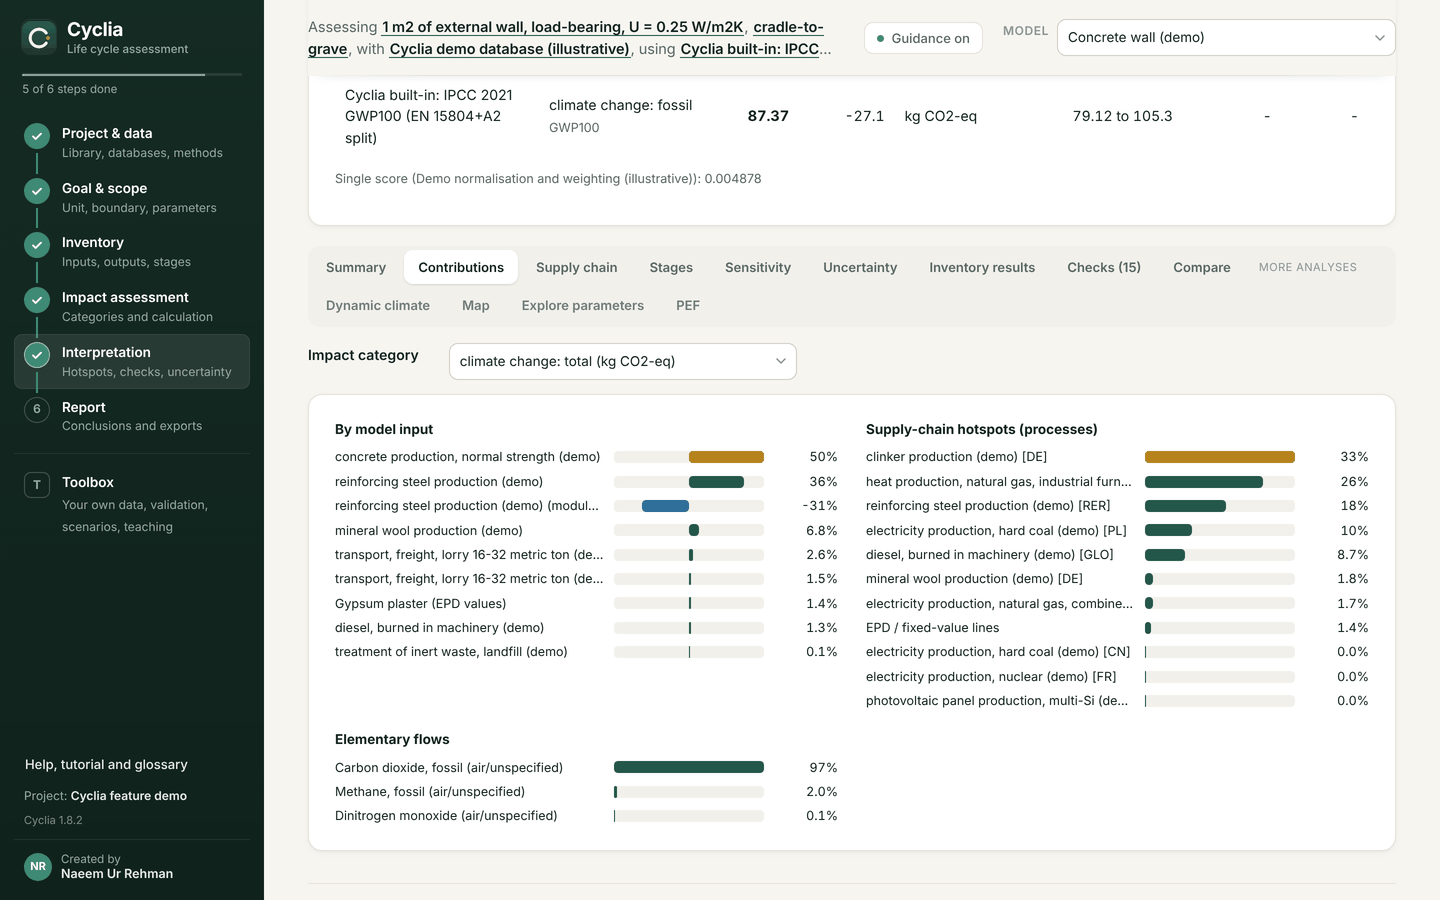 Cyclia
Life cycle assessment
5 of 6 steps done
Project & data
Library, databases, methods
Goal & scope
Unit, boundary, parameters
Inventory
Inputs, outputs, stages
Impact assessment
Categories and calculation
Interpretation
Hotspots, checks, uncertainty
6
Report
Conclusions and exports
T
Toolbox
Your own data, validation,
scenarios, teaching
Help, tutorial and glossary
Project: Cyclia feature demo
Cyclia 1.8.2
NR
Created by
Naeem Ur Rehman
Assessing 1 m2 of external wall, load-bearing, U = 0.25 W/m2K, cradle-to-
grave, with Cyclia demo database (illustrative), using Cyclia built-in: IPCC...
Guidance on
MODEL
Concrete wall (demo)
Cyclia built-in: IPCC 2021
GWP100 (EN 15804+A2
split)
climate change: fossil
GWP100
87.37
-27.1
kg CO2-eq
79.12 to 105.3
-
-
Single score (Demo normalisation and weighting (illustrative)): 0.004878
Summary
Contributions
Supply chain
Stages
Sensitivity
Uncertainty
Inventory results
Checks (15)
Compare
MORE ANALYSES
Dynamic climate
Map
Explore parameters
PEF
Impact category
climate change: total (kg CO2-eq)
By model input
concrete production, normal strength (demo) 50%
reinforcing steel production (demo) 36%
reinforcing steel production (demo) (modul... -31%
mineral wool production (demo) 6.8%
transport, freight, lorry 16-32 metric ton (de... 2.6%
transport, freight, lorry 16-32 metric ton (de... 1.5%
Gypsum plaster (EPD values) 1.4%
diesel, burned in machinery (demo) 1.3%
treatment of inert waste, landfill (demo) 0.1%
Supply-chain hotspots (processes)
clinker production (demo) [DE] 33%
heat production, natural gas, industrial furn... 26%
reinforcing steel production (demo) [RER] 18%
electricity production, hard coal (demo) [PL] 10%
diesel, burned in machinery (demo) [GLO] 8.7%
mineral wool production (demo) [DE] 1.8%
electricity production, natural gas, combine... 1.7%
EPD / fixed-value lines 1.4%
electricity production, hard coal (demo) [CN] 0.0%
electricity production, nuclear (demo) [FR] 0.0%
photovoltaic panel production, multi-Si (de... 0.0%
Elementary flows
Carbon dioxide, fossil (air/unspecified) 97%
Methane, fossil (air/unspecified) 2.0%
Dinitrogen monoxide (air/unspecified) 0.1%